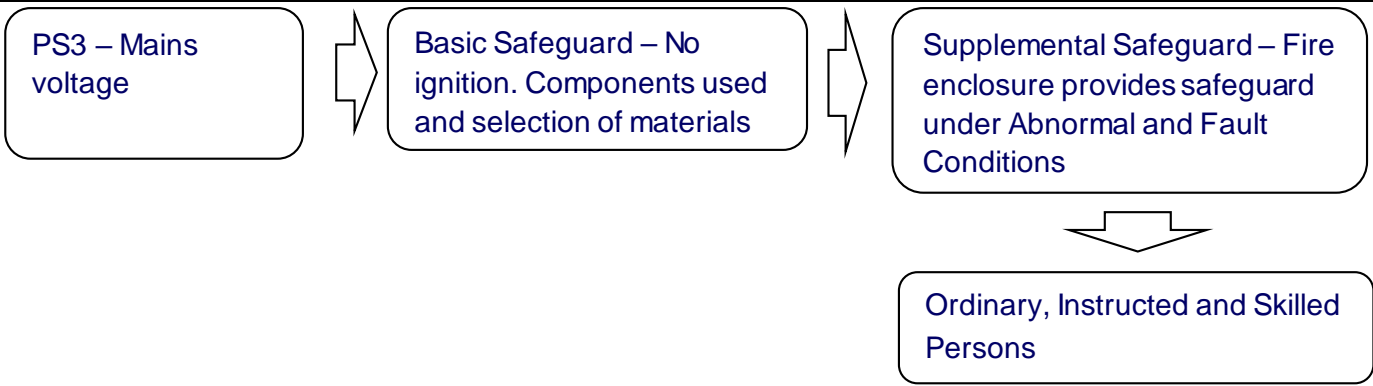 PS3 – Mains
voltage
Basic Safeguard – No
ignition. Components used
and selection of materials
Supplemental Safeguard – Fire
enclosure provides safeguard
under Abnormal and Fault
Conditions
Ordinary, Instructed and Skilled
Persons